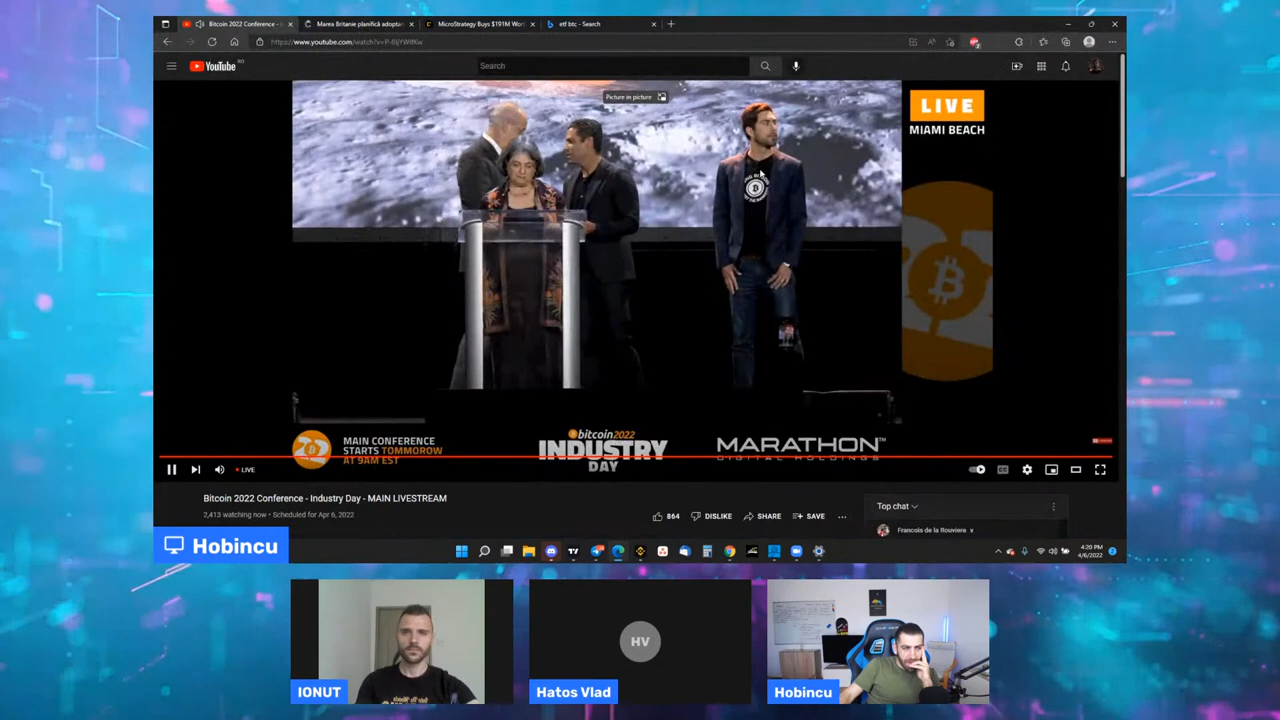 Bitcoin 2022 Conference - I
Marea Britanie planifică adoptar
MicroStrategy Buys $191M Wort
etf btc - Search
https://www.youtube.com/watch?v=P-8ljYWifKw
YouTube RO
Search
Picture in picture
LIVE
MIAMI BEACH
MAIN CONFERENCE
STARTS TOMMOROW
AT 9AM EST
bitcoin2022
INDUSTRY
DAY
MARATHON
DIGITAL HOLDINGS
LIVE
Bitcoin 2022 Conference - Industry Day - MAIN LIVESTREAM
2,413 watching now • Scheduled for Apr 6, 2022
864
DISLIKE
SHARE
SAVE
Top chat
Francois de la Rouviere
4:20 PM
4/6/2022
Hobincu
HV
IONUT
Hatos Vlad
Hobincu